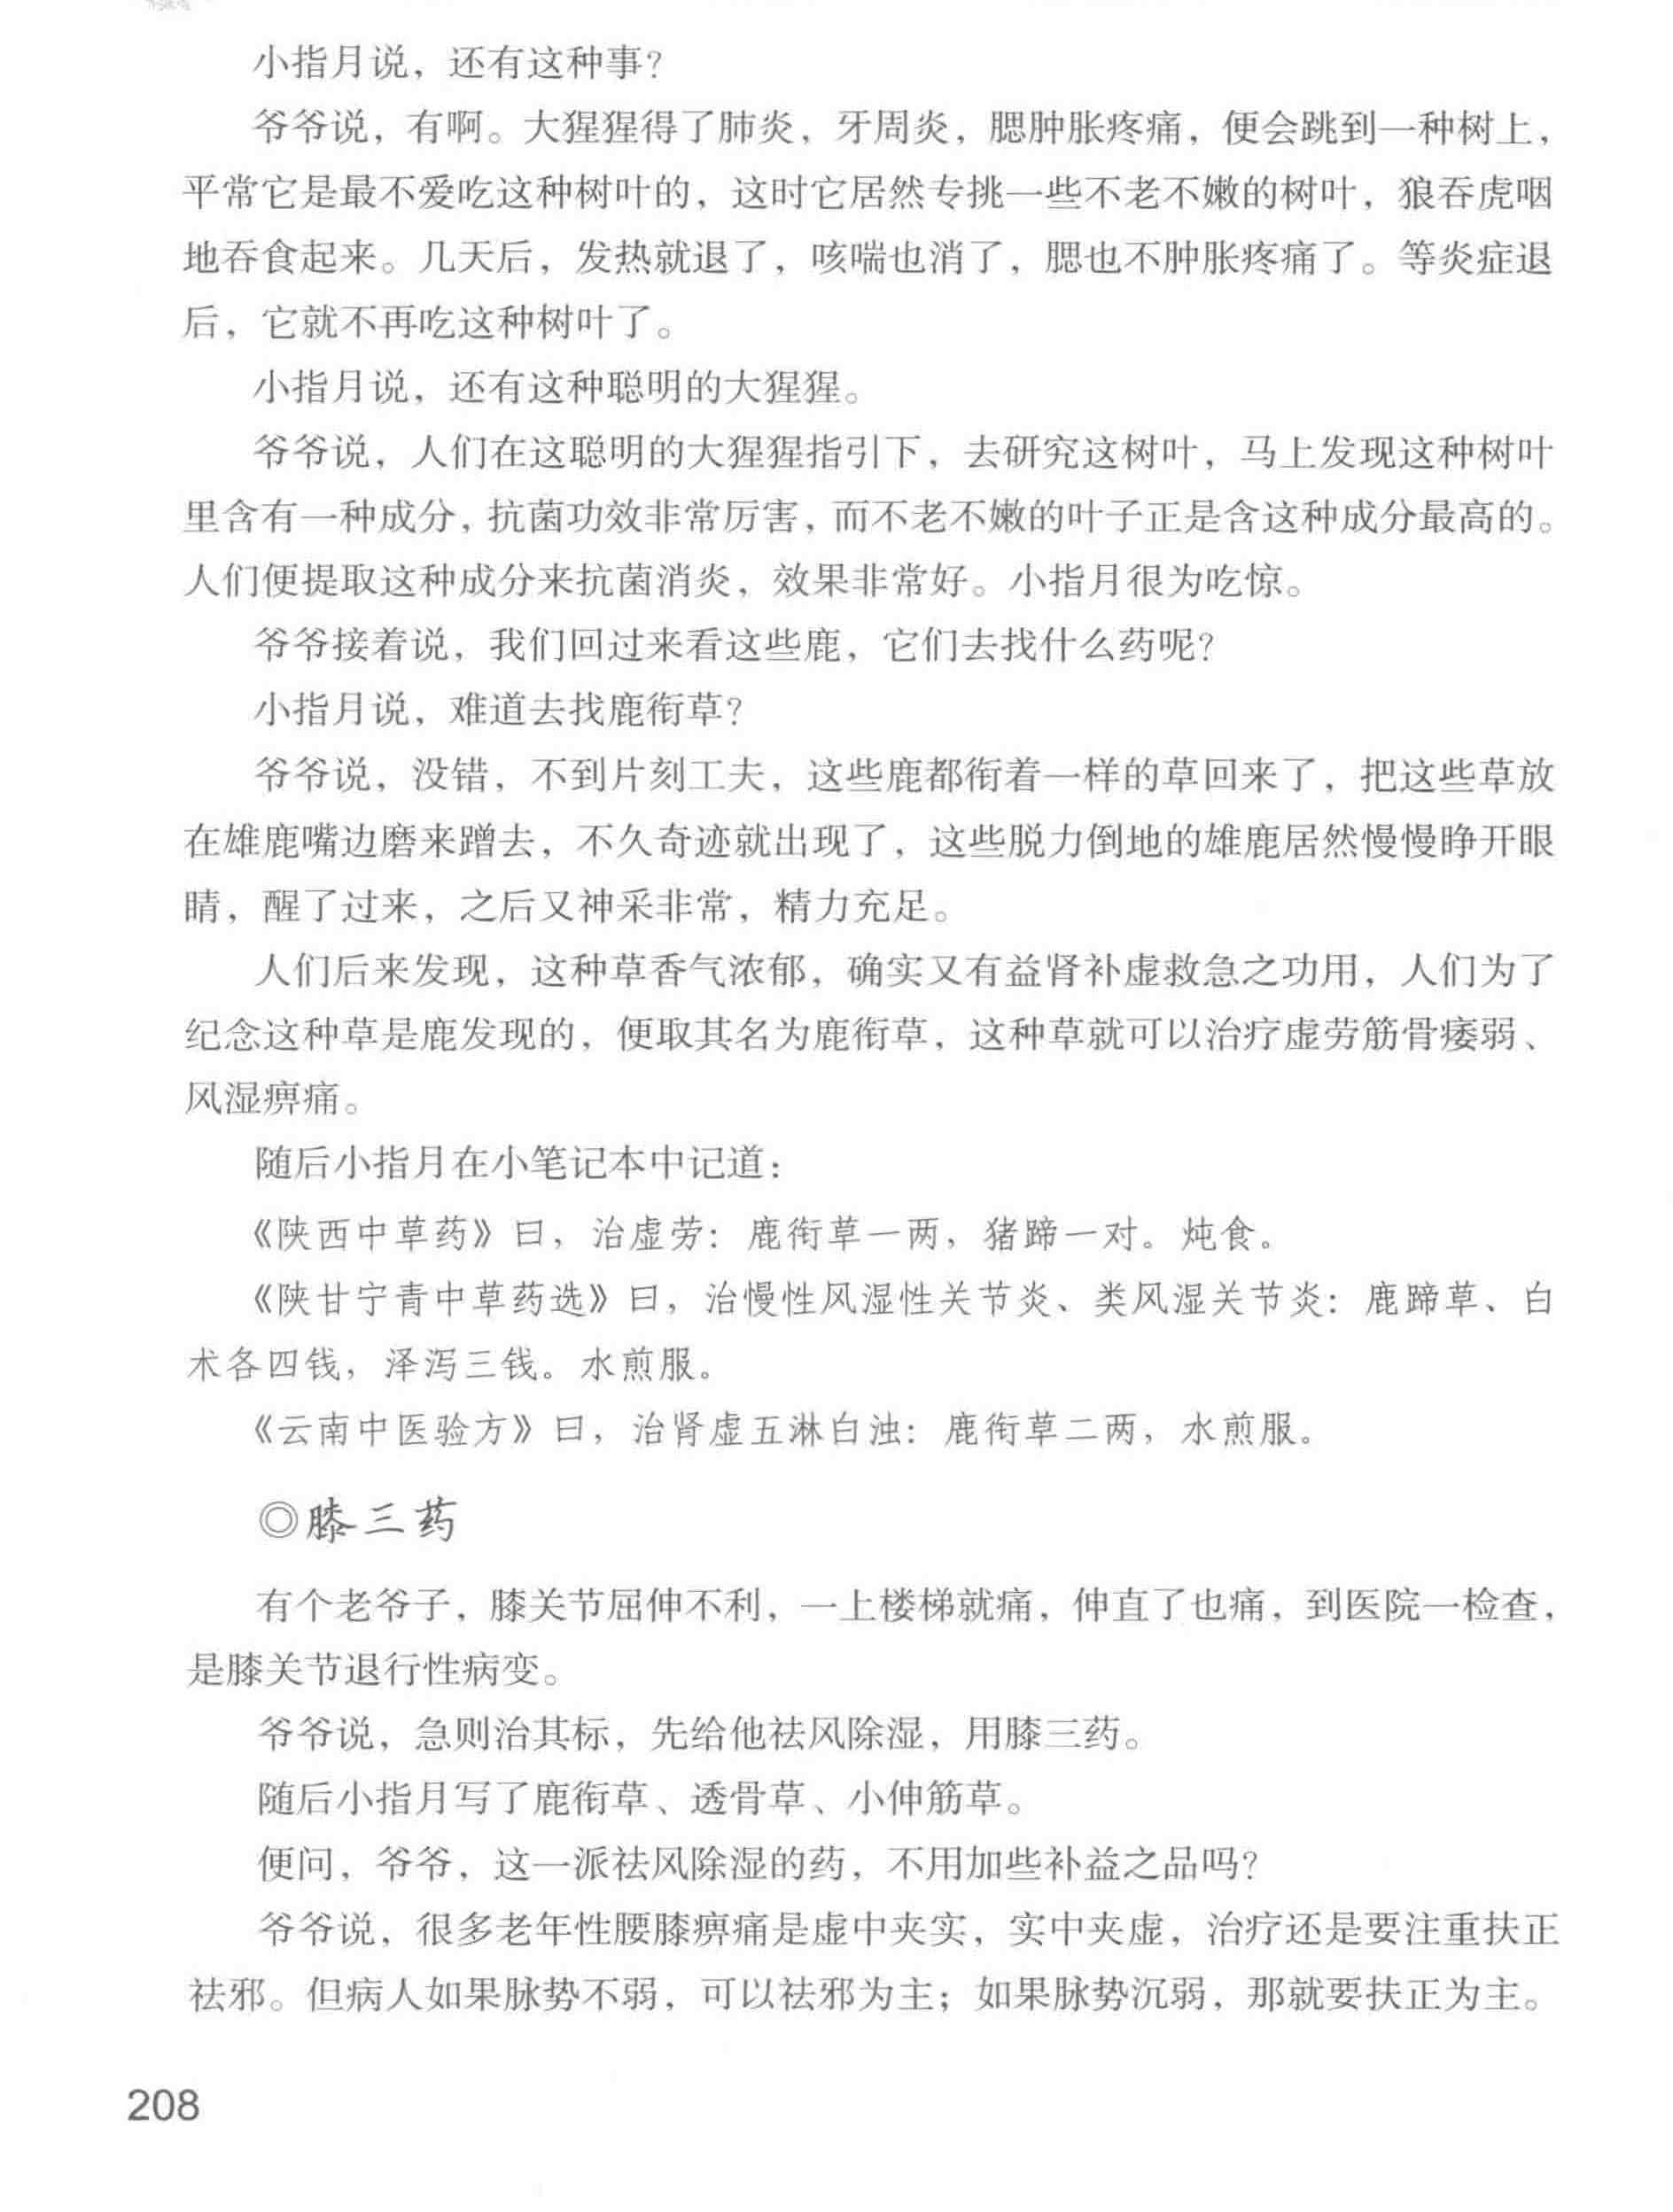 小指月说，还有这种事？
爷爷说，有啊。大猩猩得了肺炎，牙周炎，腮肿胀疼痛，便会跳到一种树上，
平常它是最不爱吃这种树叶的，这时它居然专挑一些不老不嫩的树叶，狼吞虎咽
地吞食起来。几天后，发热就退了，咳喘也消了，腮也不肿胀疼痛了。等炎症退
后，它就不再吃这种树叶了。
小指月说，还有这种聪明的大猩猩。
爷爷说，人们在这聪明的大猩猩指引下，去研究这树叶，马上发现这种树叶
里含有一种成分，抗菌功效非常厉害，而不老不嫩的叶子正是含这种成分最高的。
人们便提取这种成分来抗菌消炎，效果非常好。小指月很为吃惊。
爷爷接着说，我们回过来看这些鹿，它们去找什么药呢？
小指月说，难道去找鹿衔草？
爷爷说，没错，不到片刻工夫，这些鹿都衔着一样的草回来了，把这些草放
在雄鹿嘴边磨来蹭去，不久奇迹就出现了，这些脱力倒地的雄鹿居然慢慢睁开眼
睛，醒了过来，之后又神采非常，精力充足。
人们后来发现，这种草香气浓郁，确实又有益肾补虚救急之功用，人们为了
纪念这种草是鹿发现的，便取其名为鹿衔草，这种草就可以治疗虚劳筋骨痿弱、
风湿痹痛。
随后小指月在小笔记本中记道：
《陕西中草药》曰，治虚劳：鹿衔草一两，猪蹄一对。炖食。
《陕甘宁青中草药选》曰，治慢性风湿性关节炎、类风湿关节炎：鹿蹄草、白
术各四钱，泽泻三钱。水煎服。
《云南中医验方》曰，治肾虚五淋白浊：鹿衔草二两，水煎服。
◎膝三药
有个老爷子，膝关节屈伸不利，一上楼梯就痛，伸直了也痛，到医院一检查，
是膝关节退行性病变。
爷爷说，急则治其标，先给他祛风除湿，用膝三药。
随后小指月写了鹿衔草、透骨草、小伸筋草。
便问，爷爷，这一派祛风除湿的药，不用加些补益之品吗？
爷爷说，很多老年性腰膝痹痛是虚中夹实，实中夹虚，治疗还是要注重扶正
祛邪。但病人如果脉势不弱，可以祛邪为主；如果脉势沉弱，那就要扶正为主。
208